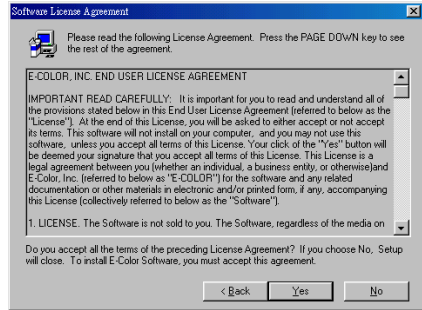 Software License Agreement
Please read the following License Agreement. Press the PAGE DOWN key to see
the rest of the agreement.
E-COLOR, INC. END USER LICENSE AGREEMENT
IMPORTANT READ CAREFULLY: It is important for you to read and understand all of
the provisions stated below in this End User License Agreement (referred to below as the
"License"). At the end of this License, you will be asked to either accept or not accept
its terms. This software will not install on your computer, and you may not use this
software, unless you accept all terms of this License. Your click of the "Yes" button will
be deemed your signature that you accept all terms of this License. This License is a
legal agreement between you (whether an individual, a business entity, or otherwise)and
E-Color, Inc. (referred to below as "E-COLOR") for the software and any related
documentation or other materials in electronic and/or printed form, if any, accompanying
this License (collectively referred to below as the "Software").
1. LICENSE. The Software is not sold to you. The Software, regardless of the media on
Do you accept all the terms of the preceding License Agreement? If you choose No, Setup
will close. To install E-Color Software, you must accept this agreement.
< Back
Yes
No